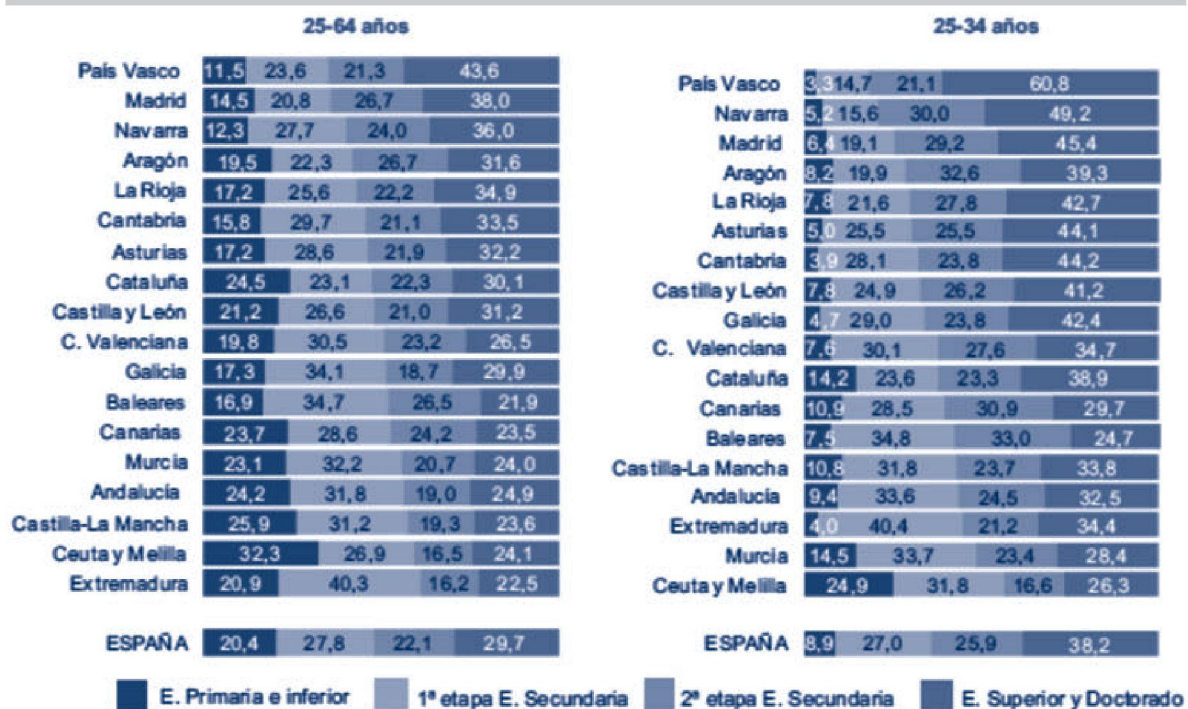 25-64 años
País Vasco 11,5 23,6 21,3 43,6
Madrid 14,5 20,8 26,7 38,0
Navarra 12,3 27,7 24,0 36,0
Aragón 19,5 22,3 26,7 31,6
La Rioja 17,2 25,6 22,2 34,9
Cantabria 15,8 29,7 21,1 33,5
Asturias 17,2 28,6 21,9 32,2
Cataluña 24,5 23,1 22,3 30,1
Castilla y León 21,2 26,6 21,0 31,2
C. Valenciana 19,8 30,5 23,2 26,5
Galicia 17,3 34,1 18,7 29,9
Baleares 16,9 34,7 26,5 21,9
Canarias 23,7 28,6 24,2 23,5
Murcia 23,1 32,2 20,7 24,0
Andalucía 24,2 31,8 19,0 24,9
Castilla-La Mancha 25,9 31,2 19,3 23,6
Ceuta y Melilla 32,3 26,9 16,5 24,1
Extremadura 20,9 40,3 16,2 22,5
ESPAÑA 20,4 27,8 22,1 29,7
25-34 años
País Vasco 3,3 14,7 21,1 60,8
Navarra 5,2 15,6 30,0 49,2
Madrid 6,4 19,1 29,2 45,4
Aragón 8,2 19,9 32,6 39,3
La Rioja 7,8 21,6 27,8 42,7
Asturias 5,0 25,5 25,5 44,1
Cantabria 3,9 28,1 23,8 44,2
Castilla y León 7,8 24,9 26,2 41,2
Galicia 4,7 29,0 23,8 42,4
C. Valenciana 7,6 30,1 27,6 34,7
Cataluña 14,2 23,6 23,3 38,9
Canarias 10,9 28,5 30,9 29,7
Baleares 7,5 34,8 33,0 24,7
Castilla-La Mancha 10,8 31,8 23,7 33,8
Andalucía 9,4 33,6 24,5 32,5
Extremadura 4,0 40,4 21,2 34,4
Murcia 14,5 33,7 23,4 28,4
Ceuta y Melilla 24,9 31,8 16,6 26,3
ESPAÑA 8,9 27,0 25,9 38,2
E. Primaria e inferior 1ª etapa E. Secundaria 2ª etapa E. Secundaria E. Superior y Doctorado